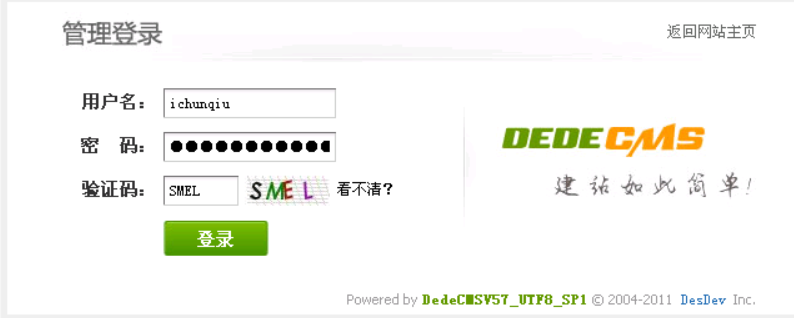 管理登录
返回网站主页
用户名： ichunqiu
密 码： ●●●●●●●●●●●
验证码： SMEL SMEL 看不清?
登录
DEDECMS
建站如此简单!
Powered by DedeCMSV57_UTF8_SP1 © 2004-2011 DesDev Inc.